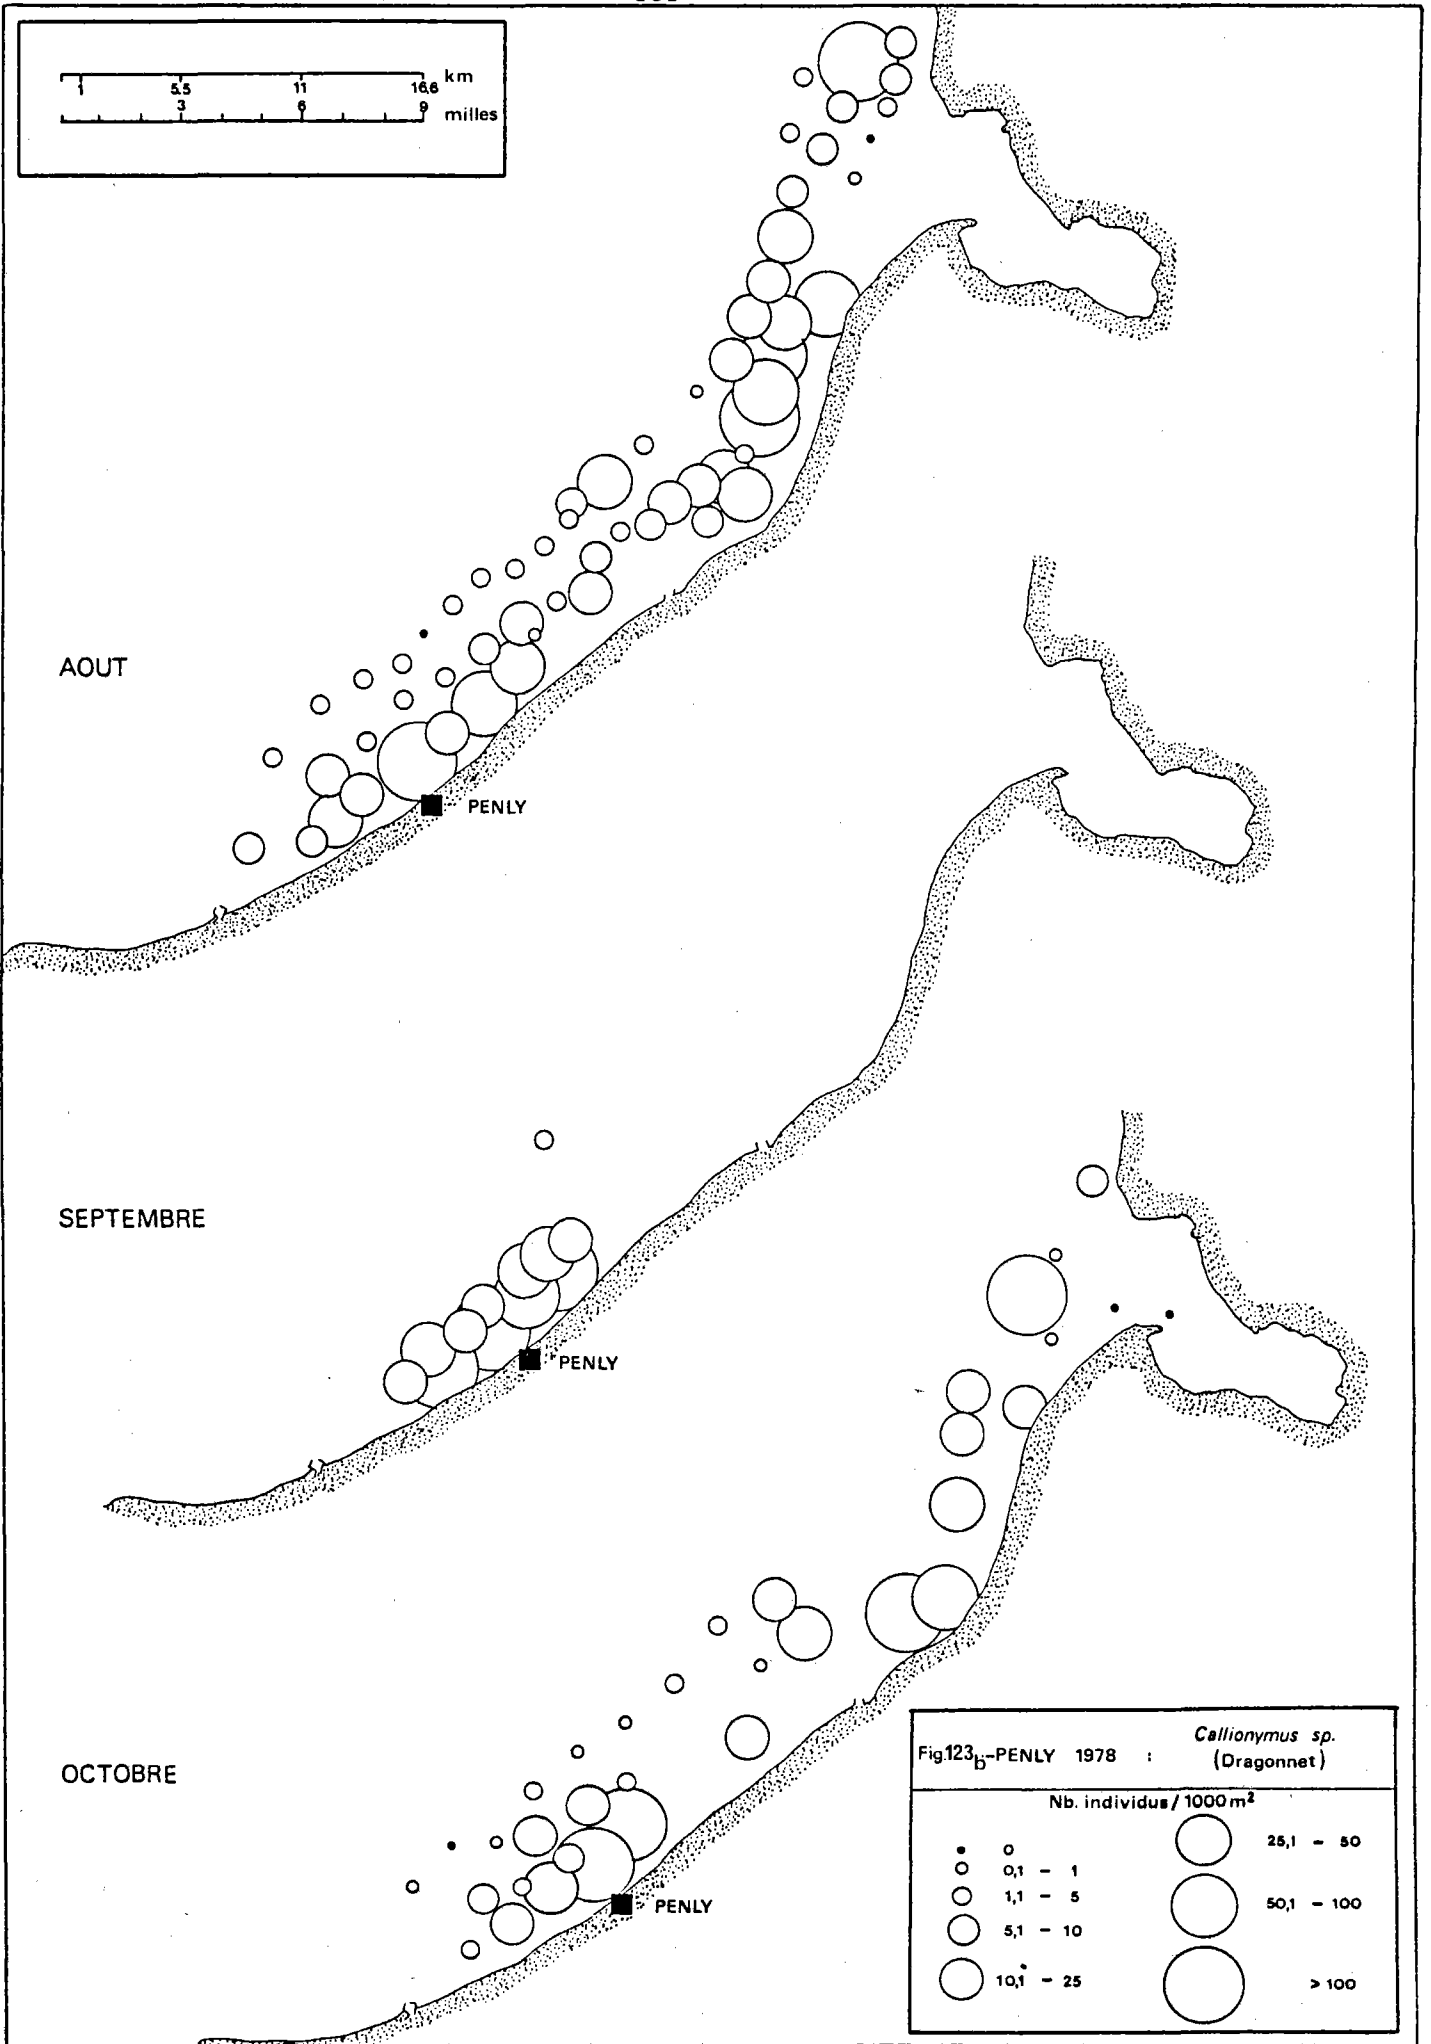 km
1 5.5 11 16,6
3 6 9
milles
AOUT
PENLY
SEPTEMBRE
PENLY
OCTOBRE
PENLY
Fig.123b-PENLY 1978 : Callionymus sp.
(Dragonnet)
Nb. individus / 1000 m²
0
0,1 - 1
1,1 - 5
5,1 - 10
10,1 - 25
25,1 - 50
50,1 - 100
> 100